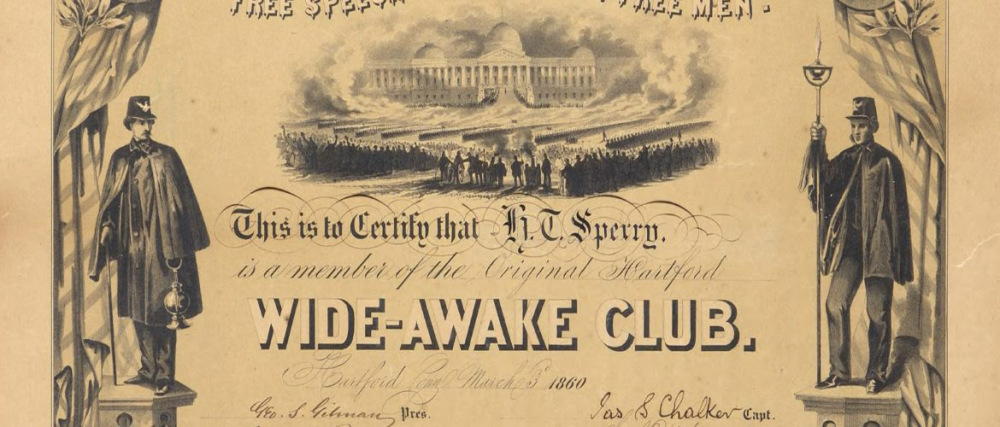 FREE SPEECH FREE MEN.
This is to Certify that H. T. Sperry.
is a member of the Original Hartford
WIDE-AWAKE CLUB.
Hartford Conn March 3d 1860
Geo. S. Gilman Pres. Jas S Chalker Capt.